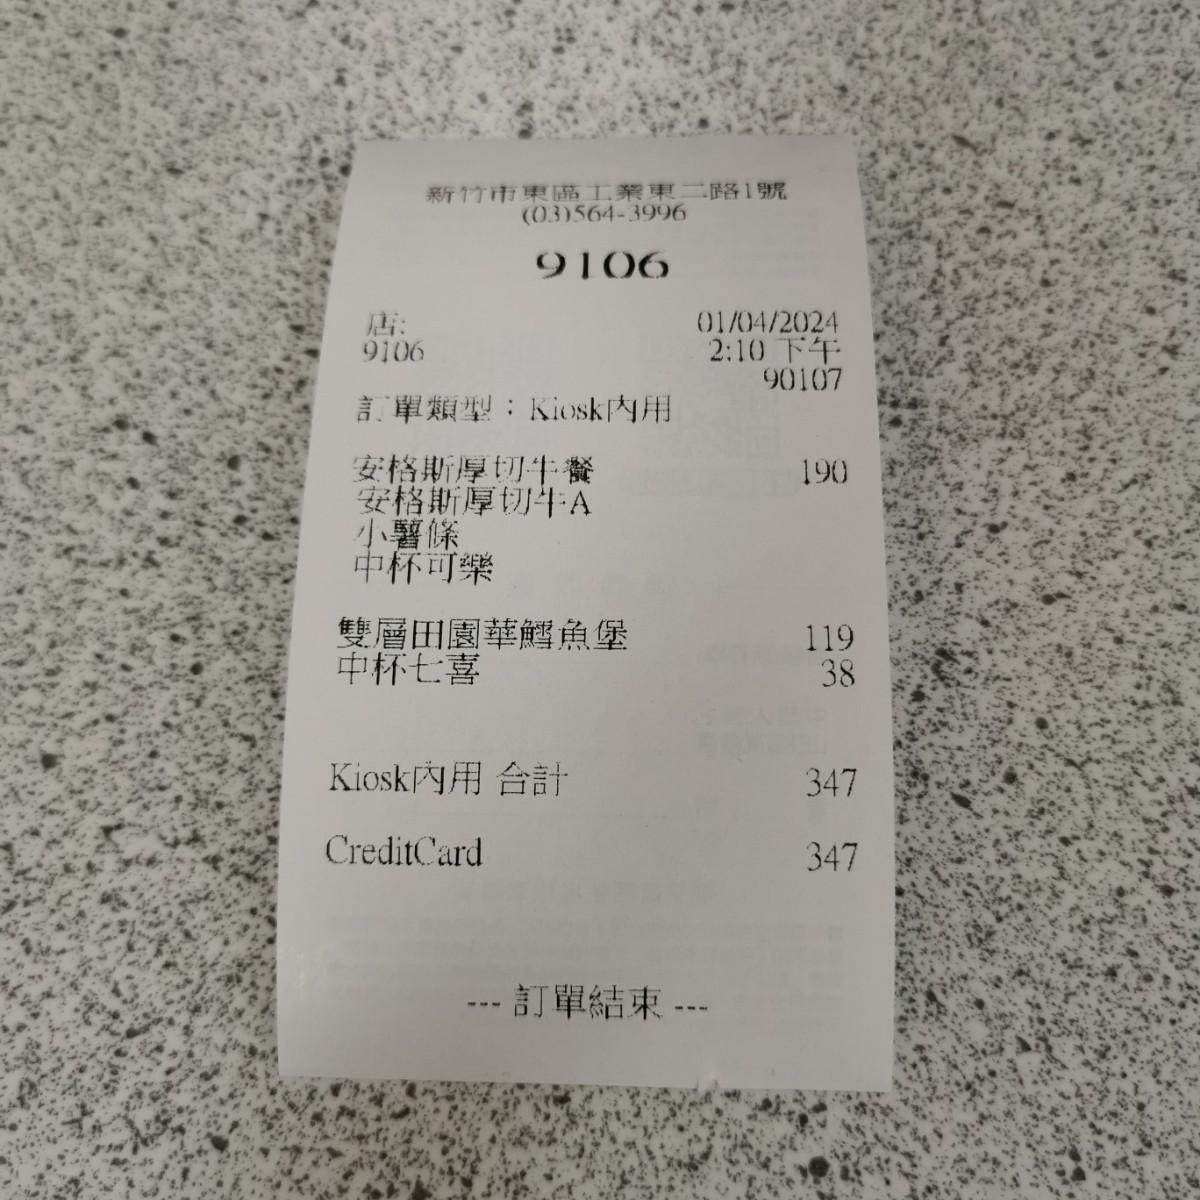 新竹市東區工業東二路1號
(03)564-3996
9106
店: 01/04/2024
9106 2:10 下午
90107
訂單類型：Kiosk內用
安格斯厚切牛餐 190
安格斯厚切牛A
小薯條
中杯可樂
雙層田園華鱈魚堡 119
中杯七喜 38
Kiosk內用 合計 347
CreditCard 347
--- 訂單結束 ---